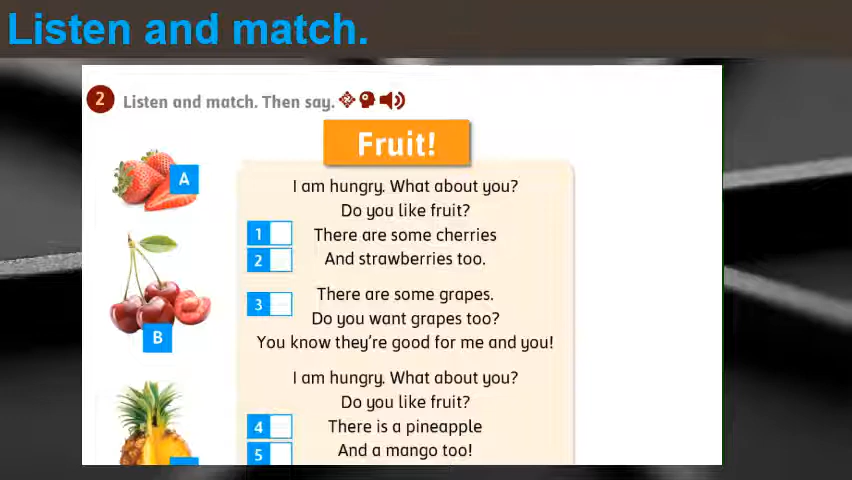 Listen and match.
2 Listen and match. Then say.
Fruit!
A
I am hungry. What about you?
Do you like fruit?
1 There are some cherries
2 And strawberries too.
3 There are some grapes.
Do you want grapes too?
You know they're good for me and you!
B
I am hungry. What about you?
Do you like fruit?
4 There is a pineapple
5 And a mango too!